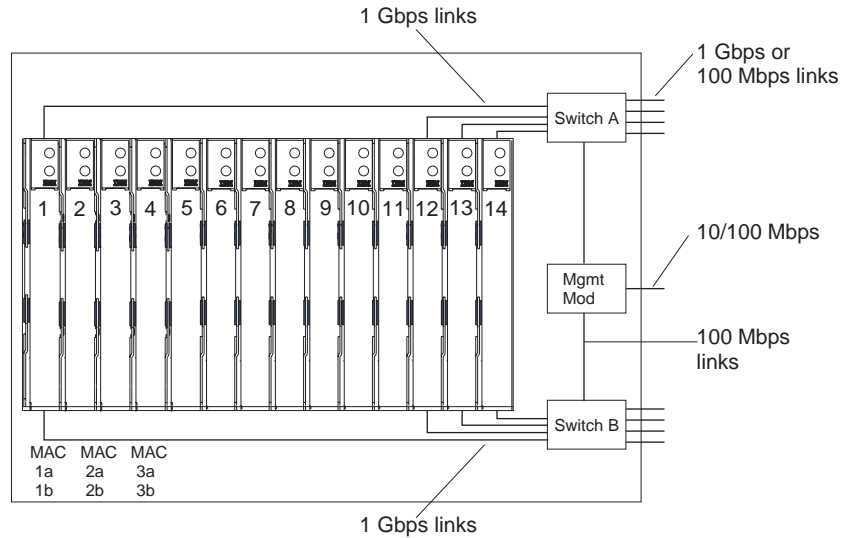 1 Gbps links
1 Gbps or
100 Mbps links
Switch A
1 2 3 4 5 6 7 8 9 10 11 12 13 14
10/100 Mbps
Mgmt
Mod
100 Mbps
links
Switch B
MAC MAC MAC
1a 2a 3a
1b 2b 3b
1 Gbps links